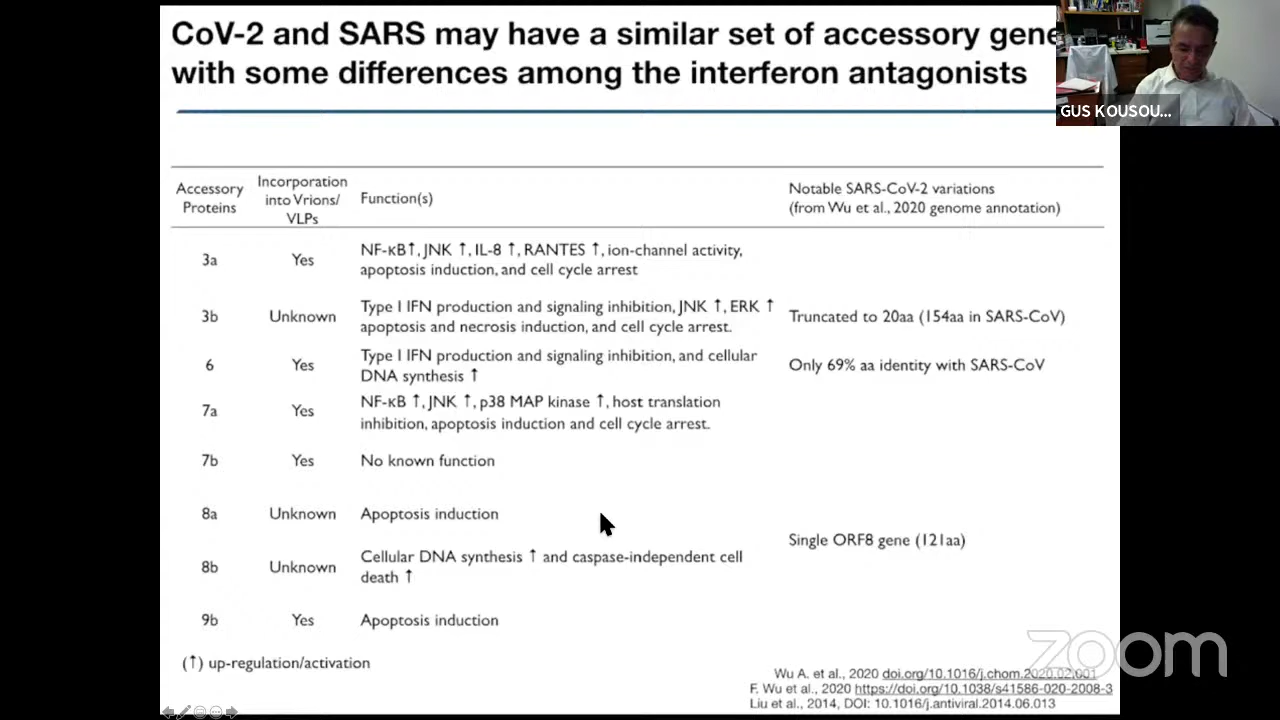 CoV-2 and SARS may have a similar set of accessory gene
with some differences among the interferon antagonists
GUS KOUSOU...
Accessory
Proteins
Incorporation
into Vrions/
VLPs
Function(s)
Notable SARS-CoV-2 variations
(from Wu et al., 2020 genome annotation)
3a
Yes
NF-κB↑, JNK ↑, IL-8 ↑, RANTES ↑, ion-channel activity,
apoptosis induction, and cell cycle arrest
3b
Unknown
Type I IFN production and signaling inhibition, JNK ↑, ERK ↑
apoptosis and necrosis induction, and cell cycle arrest.
Truncated to 20aa (154aa in SARS-CoV)
6
Yes
Type I IFN production and signaling inhibition, and cellular
DNA synthesis ↑
Only 69% aa identity with SARS-CoV
7a
Yes
NF-κB ↑, JNK ↑, p38 MAP kinase ↑, host translation
inhibition, apoptosis induction and cell cycle arrest.
7b
Yes
No known function
8a
Unknown
Apoptosis induction
Single ORF8 gene (121aa)
8b
Unknown
Cellular DNA synthesis ↑ and caspase-independent cell
death ↑
9b
Yes
Apoptosis induction
(↑) up-regulation/activation
Wu A. et al., 2020 doi.org/10.1016/j.chom.2020.02.001
F. Wu et al., 2020 https://doi.org/10.1038/s41586-020-2008-3
Liu et al., 2014, DOI: 10.1016/j.antiviral.2014.06.013
zoom